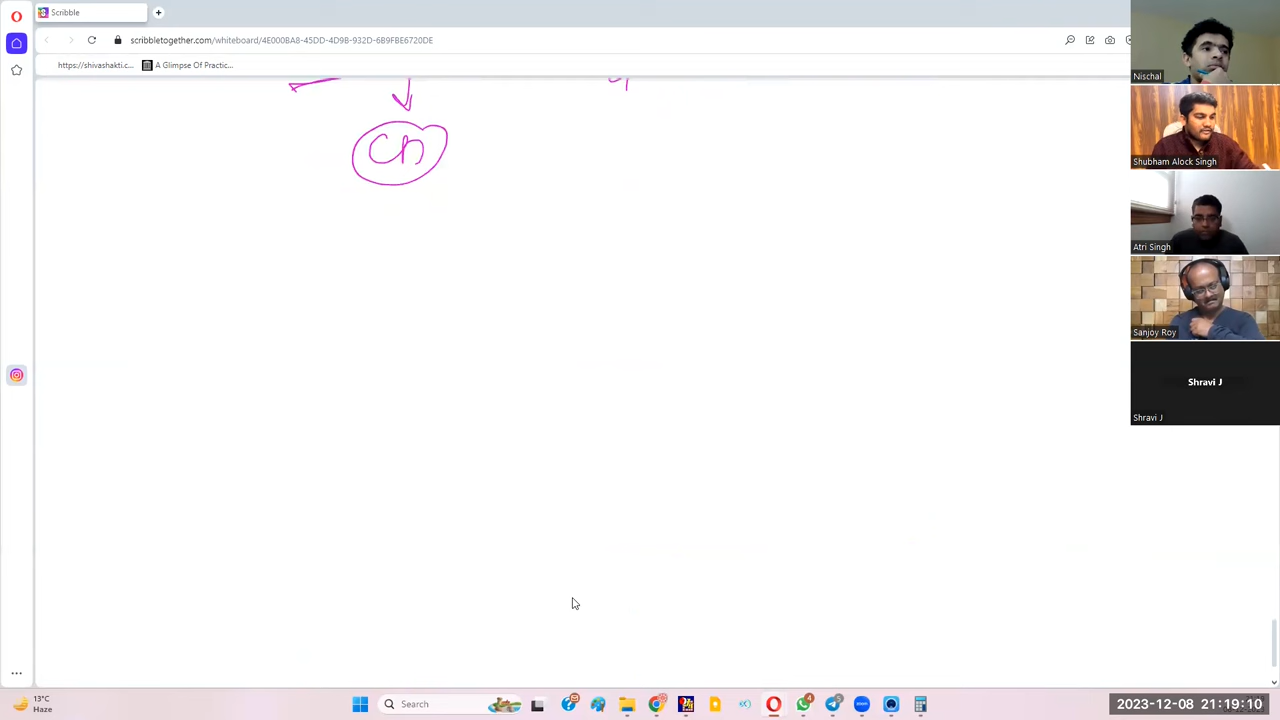 Scribble
scribbletogether.com/whiteboard/4E000BA8-45DD-4D9B-932D-6B9FBE6720DE
https://shivashakti.c...
A Glimpse Of Practic...
Nischal
Shubham Alock Singh
Atri Singh
Sanjoy Roy
Shravi J
Shravi J
13°C
Haze
Search
4
2023-12-08 21:19:10